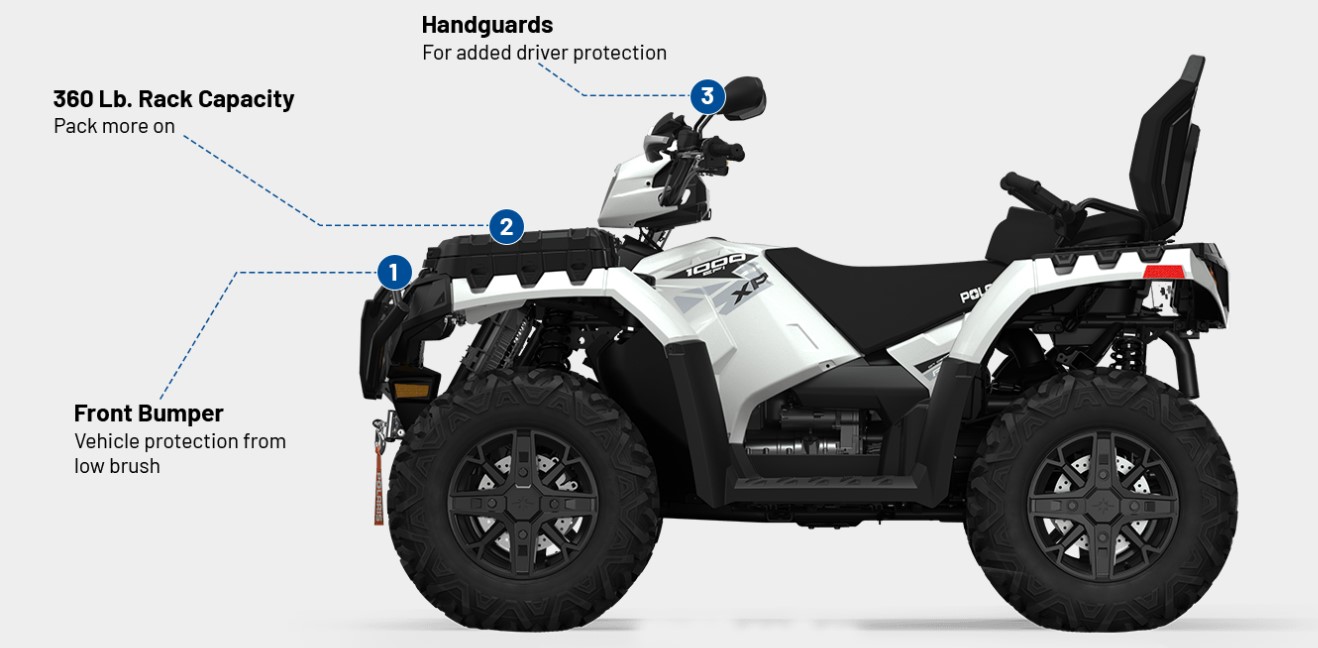 Handguards
For added driver protection
3
360 Lb. Rack Capacity
Pack more on
2
1
1000
XP
Front Bumper
Vehicle protection from
low brush